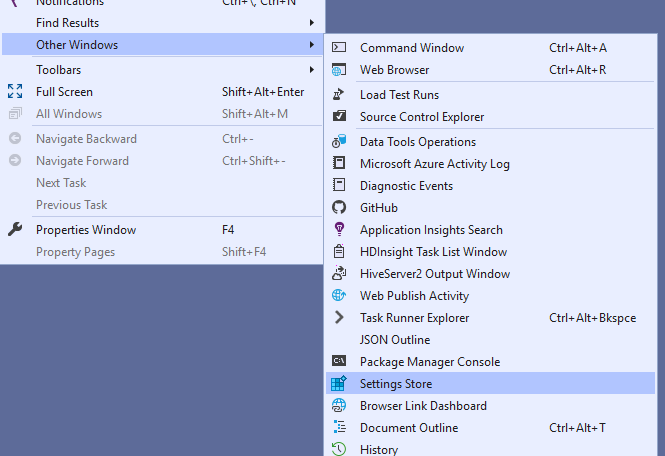 Notifications Ctrl+\, Ctrl+N
Find Results
Other Windows
Toolbars
Full Screen Shift+Alt+Enter
All Windows Shift+Alt+M
Navigate Backward Ctrl+-
Navigate Forward Ctrl+Shift+-
Next Task
Previous Task
Properties Window F4
Property Pages Shift+F4
Command Window Ctrl+Alt+A
Web Browser Ctrl+Alt+R
Load Test Runs
Source Control Explorer
Data Tools Operations
Microsoft Azure Activity Log
Diagnostic Events
GitHub
Application Insights Search
HDInsight Task List Window
HiveServer2 Output Window
Web Publish Activity
Task Runner Explorer Ctrl+Alt+Bkspce
JSON Outline
Package Manager Console
Settings Store
Browser Link Dashboard
Document Outline Ctrl+Alt+T
History